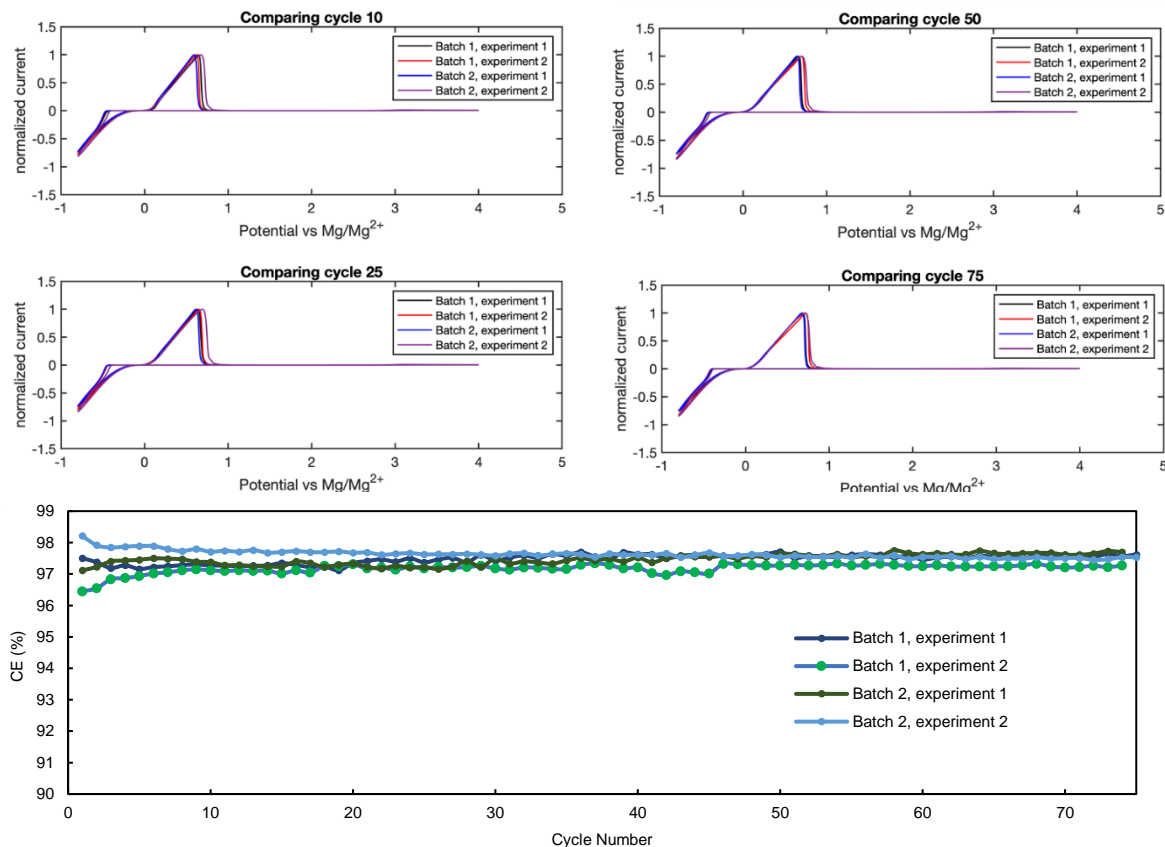 Comparing cycle 10
1.5
1
0.5
0
-0.5
-1
1.5
normalized current
-1 0 1 2 3 4 5
Potential vs Mg/Mg2+
Batch 1, experiment 1
Batch 1, experiment 2
Batch 2, experiment 1
Batch 2, experiment 2
Comparing cycle 50
1.5
1
0.5
0
-0.5
-1
-1.5
normalized current
-1 0 1 2 3 4 5
Potential vs Mg/Mg2+
Batch 1, experiment 1
Batch 1, experiment 2
Batch 2, experiment 1
Batch 2, experiment 2
Comparing cycle 25
1.5
1
0.5
0
-0.5
-1
-1.5
normalized current
-1 0 1 2 3 4 5
Potential vs Mg/Mg2+
Batch 1, experiment 1
Batch 1, experiment 2
Batch 2, experiment 1
Batch 2, experiment 2
Comparing cycle 75
1.5
1
0.5
0
-0.5
-1
-1.5
normalized current
-1 0 1 2 3 4 5
Potential vs Mg/Mg2+
Batch 1, experiment 1
Batch 1, experiment 2
Batch 2, experiment 1
Batch 2, experiment 2
99
98
97
96
95
94
93
92
91
90
CE (%)
0 10 20 30 40 50 60 70
Cycle Number
Batch 1, experiment 1
Batch 1, experiment 2
Batch 2, experiment 1
Batch 2, experiment 2